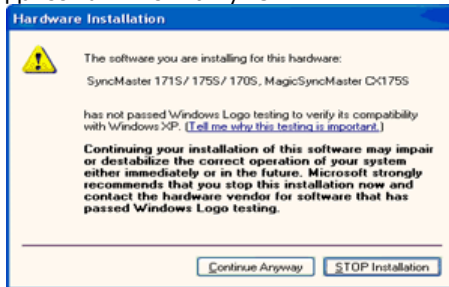 Hardware Installation
The software you are installing for this hardware:
SyncMaster 171S/ 175S/ 170S, MagicSyncMaster CX175S
has not passed Windows Logo testing to verify its compatibility
with Windows XP. (Tell me why this testing is important.)
Continuing your installation of this software may impair
or destabilize the correct operation of your system
either immediately or in the future. Microsoft strongly
recommends that you stop this installation now and
contact the hardware vendor for software that has
passed Windows Logo testing.
Continue Anyway
STOP Installation